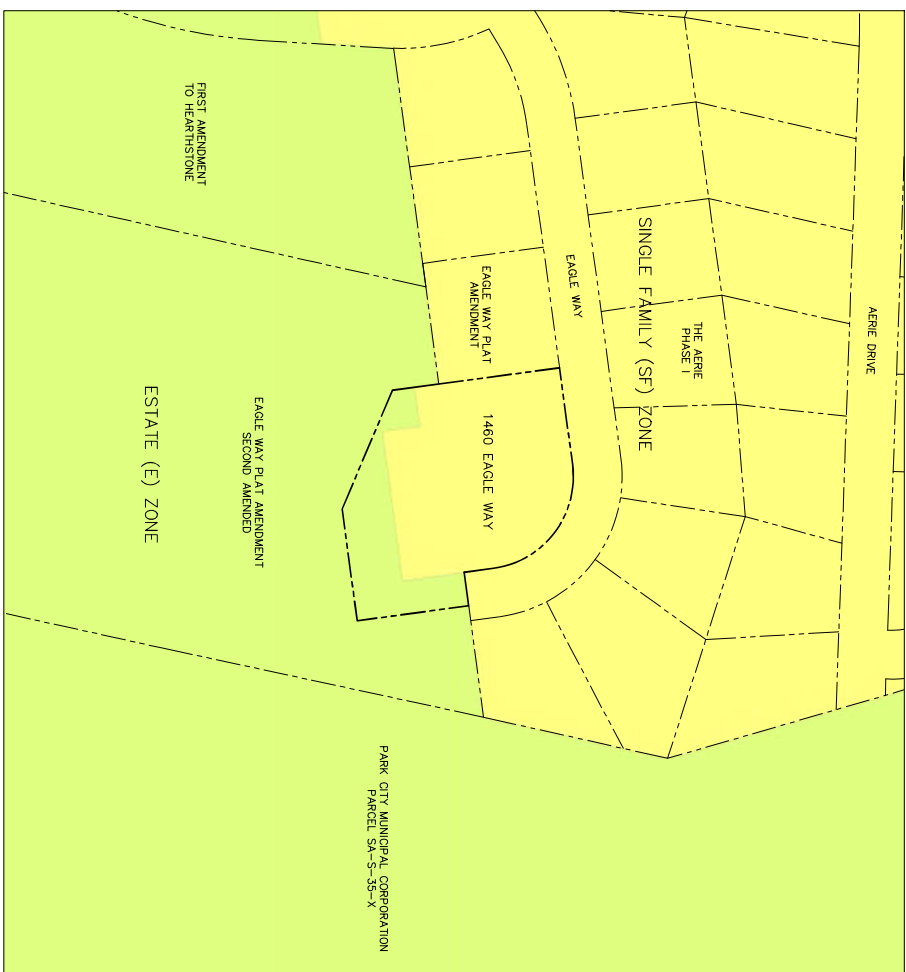 AERIE DRIVE
THE AERIE
PHASE I
SINGLE FAMILY (SF) ZONE
EAGLE WAY
EAGLE WAY PLAT
AMENDMENT
1460 EAGLE WAY
FIRST AMENDMENT
TO HEARTHSTONE
EAGLE WAY PLAT AMENDMENT
SECOND AMENDED
ESTATE (E) ZONE
PARK CITY MUNICIPAL CORPORATION
PARCEL SA-S-35-X